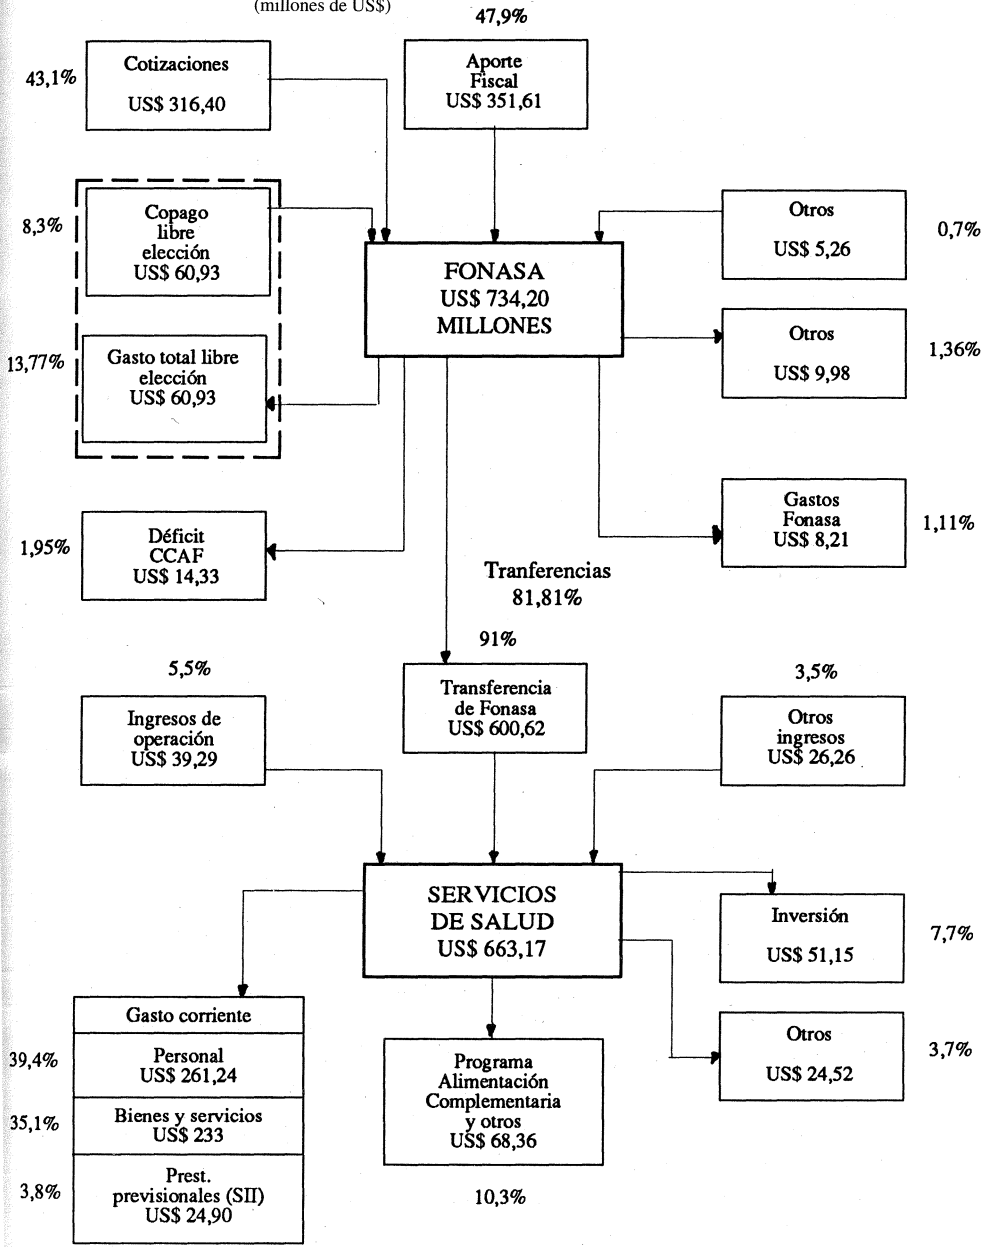 (millones de US$)
47,9%
43,1%
Cotizaciones
US$ 316,40
Aporte
Fiscal
US$ 351,61
8,3%
Copago
libre
elección
US$ 60,93
Otros
US$ 5,26
0,7%
FONASA
US$ 734,20
MILLONES
13,77%
Gasto total libre
elección
US$ 60,93
Otros
US$ 9,98
1,36%
1,95%
Déficit
CCAF
US$ 14,33
Gastos
Fonasa
US$ 8,21
1,11%
Tranferencias
81,81%
91%
5,5%
3,5%
Ingresos de
operación
US$ 39,29
Transferencia
de Fonasa
US$ 600,62
Otros
ingresos
US$ 26,26
SERVICIOS
DE SALUD
US$ 663,17
Inversión
US$ 51,15
7,7%
Gasto corriente
39,4%
Personal
US$ 261,24
35,1%
Bienes y servicios
US$ 233
3,8%
Prest.
previsionales (SII)
US$ 24,90
Programa
Alimentación
Complementaria
y otros
US$ 68,36
10,3%
Otros
US$ 24,52
3,7%